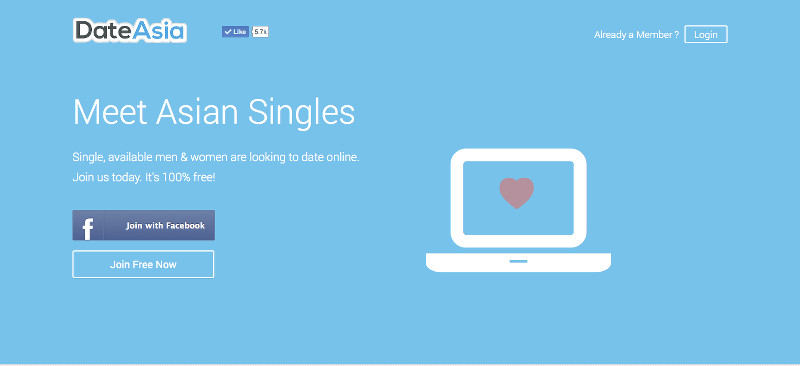 DateAsia
Like 5.7k
Already a Member ? Login
Meet Asian Singles
Single, available men & women are looking to date online.
Join us today. It's 100% free!
f Join with Facebook
Join Free Now